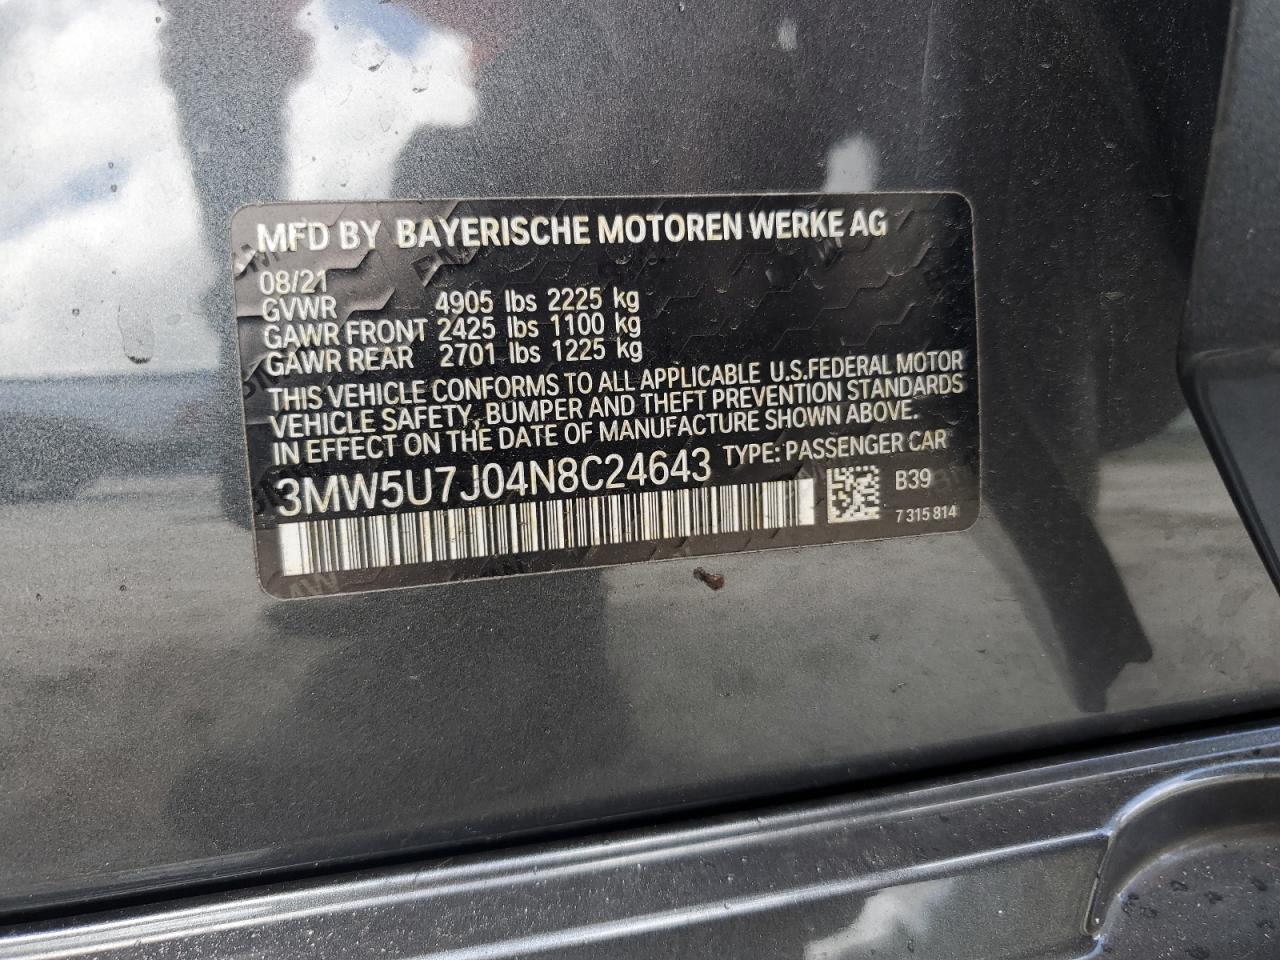 MFD BY BAYERISCHE MOTOREN WERKE AG
08/21
GVWR 4905 lbs 2225 kg
GAWR FRONT 2425 lbs 1100 kg
GAWR REAR 2701 lbs 1225 kg
THIS VEHICLE CONFORMS TO ALL APPLICABLE U.S.FEDERAL MOTOR
VEHICLE SAFETY, BUMPER AND THEFT PREVENTION STANDARDS
IN EFFECT ON THE DATE OF MANUFACTURE SHOWN ABOVE.
3MW5U7J04N8C24643 TYPE: PASSENGER CAR
B39
7 315 814